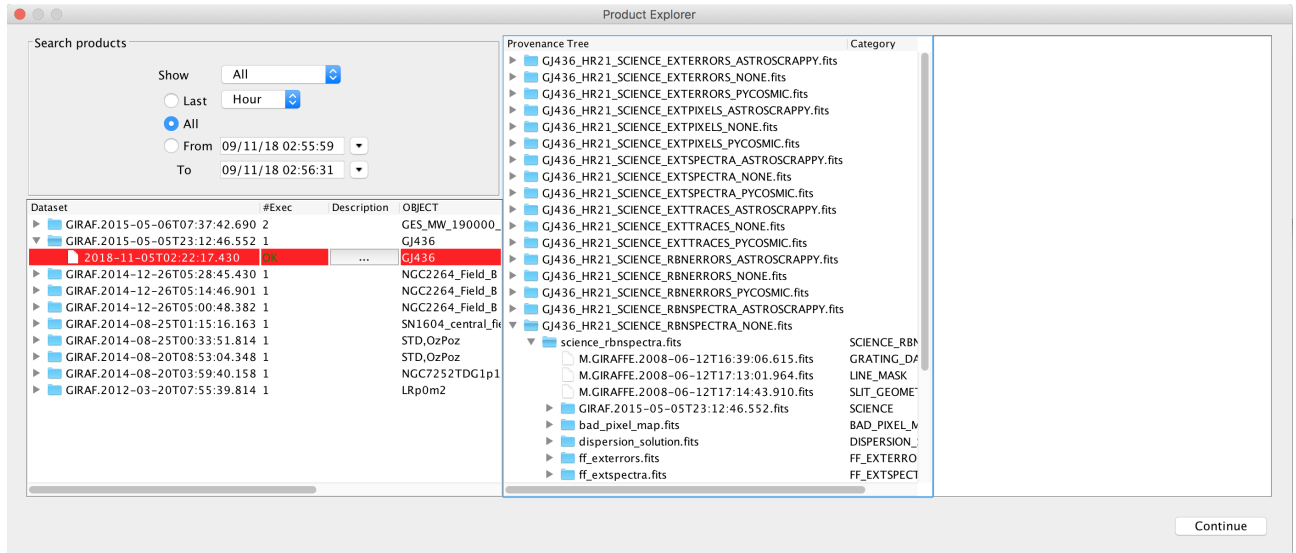 Product Explorer
Search products
Show All
Last Hour
All
From 09/11/18 02:55:59
To 09/11/18 02:56:31
Dataset #Exec Description OBJECT
GIRAF.2015-05-06T07:37:42.690 2 GES_MW_190000_
GIRAF.2015-05-05T23:12:46.552 1 GJ436
2018-11-05T02:22:17.430 OK ... GJ436
GIRAF.2014-12-26T05:28:45.430 1 NGC2264_Field_B
GIRAF.2014-12-26T05:14:46.901 1 NGC2264_Field_B
GIRAF.2014-12-26T05:00:48.382 1 NGC2264_Field_B
GIRAF.2014-08-25T01:15:16.163 1 SN1604_central_fie
GIRAF.2014-08-25T00:33:51.814 1 STD,OzPoz
GIRAF.2014-08-20T08:53:04.348 1 STD,OzPoz
GIRAF.2014-08-20T03:59:40.158 1 NGC7252TDG1p1
GIRAF.2012-03-20T07:55:39.814 1 LRp0m2
Provenance Tree Category
GJ436_HR21_SCIENCE_EXTERRORS_ASTROSCRAPPY.fits
GJ436_HR21_SCIENCE_EXTERRORS_NONE.fits
GJ436_HR21_SCIENCE_EXTERRORS_PYCOSMIC.fits
GJ436_HR21_SCIENCE_EXTPIXELS_ASTROSCRAPPY.fits
GJ436_HR21_SCIENCE_EXTPIXELS_NONE.fits
GJ436_HR21_SCIENCE_EXTPIXELS_PYCOSMIC.fits
GJ436_HR21_SCIENCE_EXTSPECTRA_ASTROSCRAPPY.fits
GJ436_HR21_SCIENCE_EXTSPECTRA_NONE.fits
GJ436_HR21_SCIENCE_EXTSPECTRA_PYCOSMIC.fits
GJ436_HR21_SCIENCE_EXTTRACES_ASTROSCRAPPY.fits
GJ436_HR21_SCIENCE_EXTTRACES_NONE.fits
GJ436_HR21_SCIENCE_EXTTRACES_PYCOSMIC.fits
GJ436_HR21_SCIENCE_RBNERRORS_ASTROSCRAPPY.fits
GJ436_HR21_SCIENCE_RBNERRORS_NONE.fits
GJ436_HR21_SCIENCE_RBNERRORS_PYCOSMIC.fits
GJ436_HR21_SCIENCE_RBNSPECTRA_ASTROSCRAPPY.fits
GJ436_HR21_SCIENCE_RBNSPECTRA_NONE.fits
science_rbnspectra.fits SCIENCE_RBN
M.GIRAFFE.2008-06-12T16:39:06.615.fits GRATING_DA
M.GIRAFFE.2008-06-12T17:13:01.964.fits LINE_MASK
M.GIRAFFE.2008-06-12T17:14:43.910.fits SLIT_GEOMET
GIRAF.2015-05-05T23:12:46.552.fits SCIENCE
bad_pixel_map.fits BAD_PIXEL_M
dispersion_solution.fits DISPERSION_
ff_exterrors.fits FF_EXTERRO
ff_extspectra.fits FF_EXTSPECT
Continue